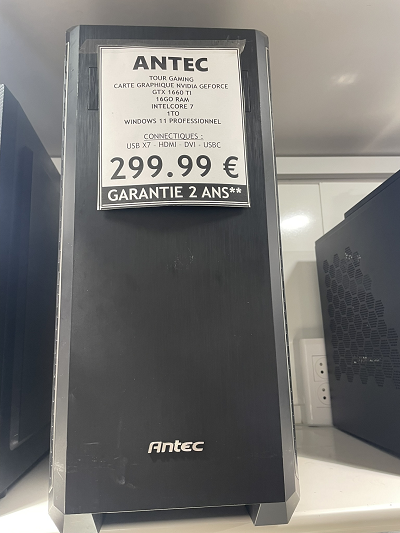 ANTEC
TOUR GAMING
CARTE GRAPHIQUE NVIDIA GEFORCE
GTX 1660 TI
16GO RAM
INTELCORE 7
1TO
WINDOWS 11 PROFESSIONNEL
CONNECTIQUES :
USB X7 - HDMI - DVI - USBC
299.99 €
GARANTIE 2 ANS**
Antec